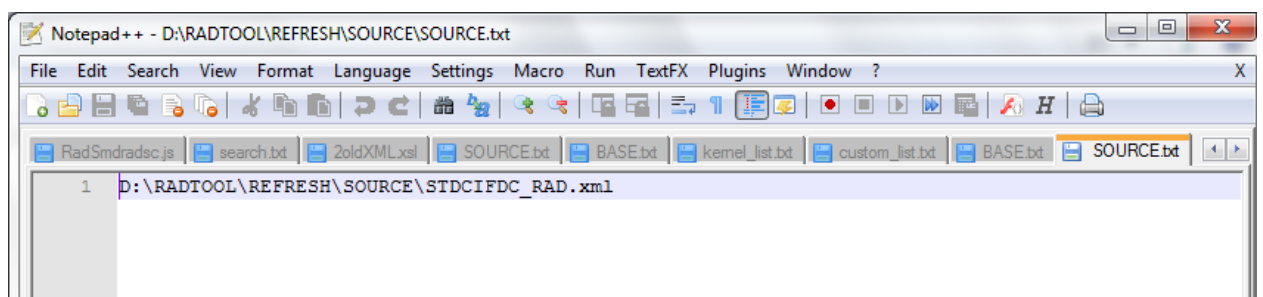 Notepad++ - D:\RADTOOL\REFRESH\SOURCE\SOURCE.txt
File Edit Search View Format Language Settings Macro Run TextFX Plugins Window ? X
RadSmdradsc.js search.txt 2oldXML.xsl SOURCE.txt BASE.txt kernel_list.txt custom_list.txt BASE.txt SOURCE.txt
1 D:\RADTOOL\REFRESH\SOURCE\STDCIFDC_RAD.xml